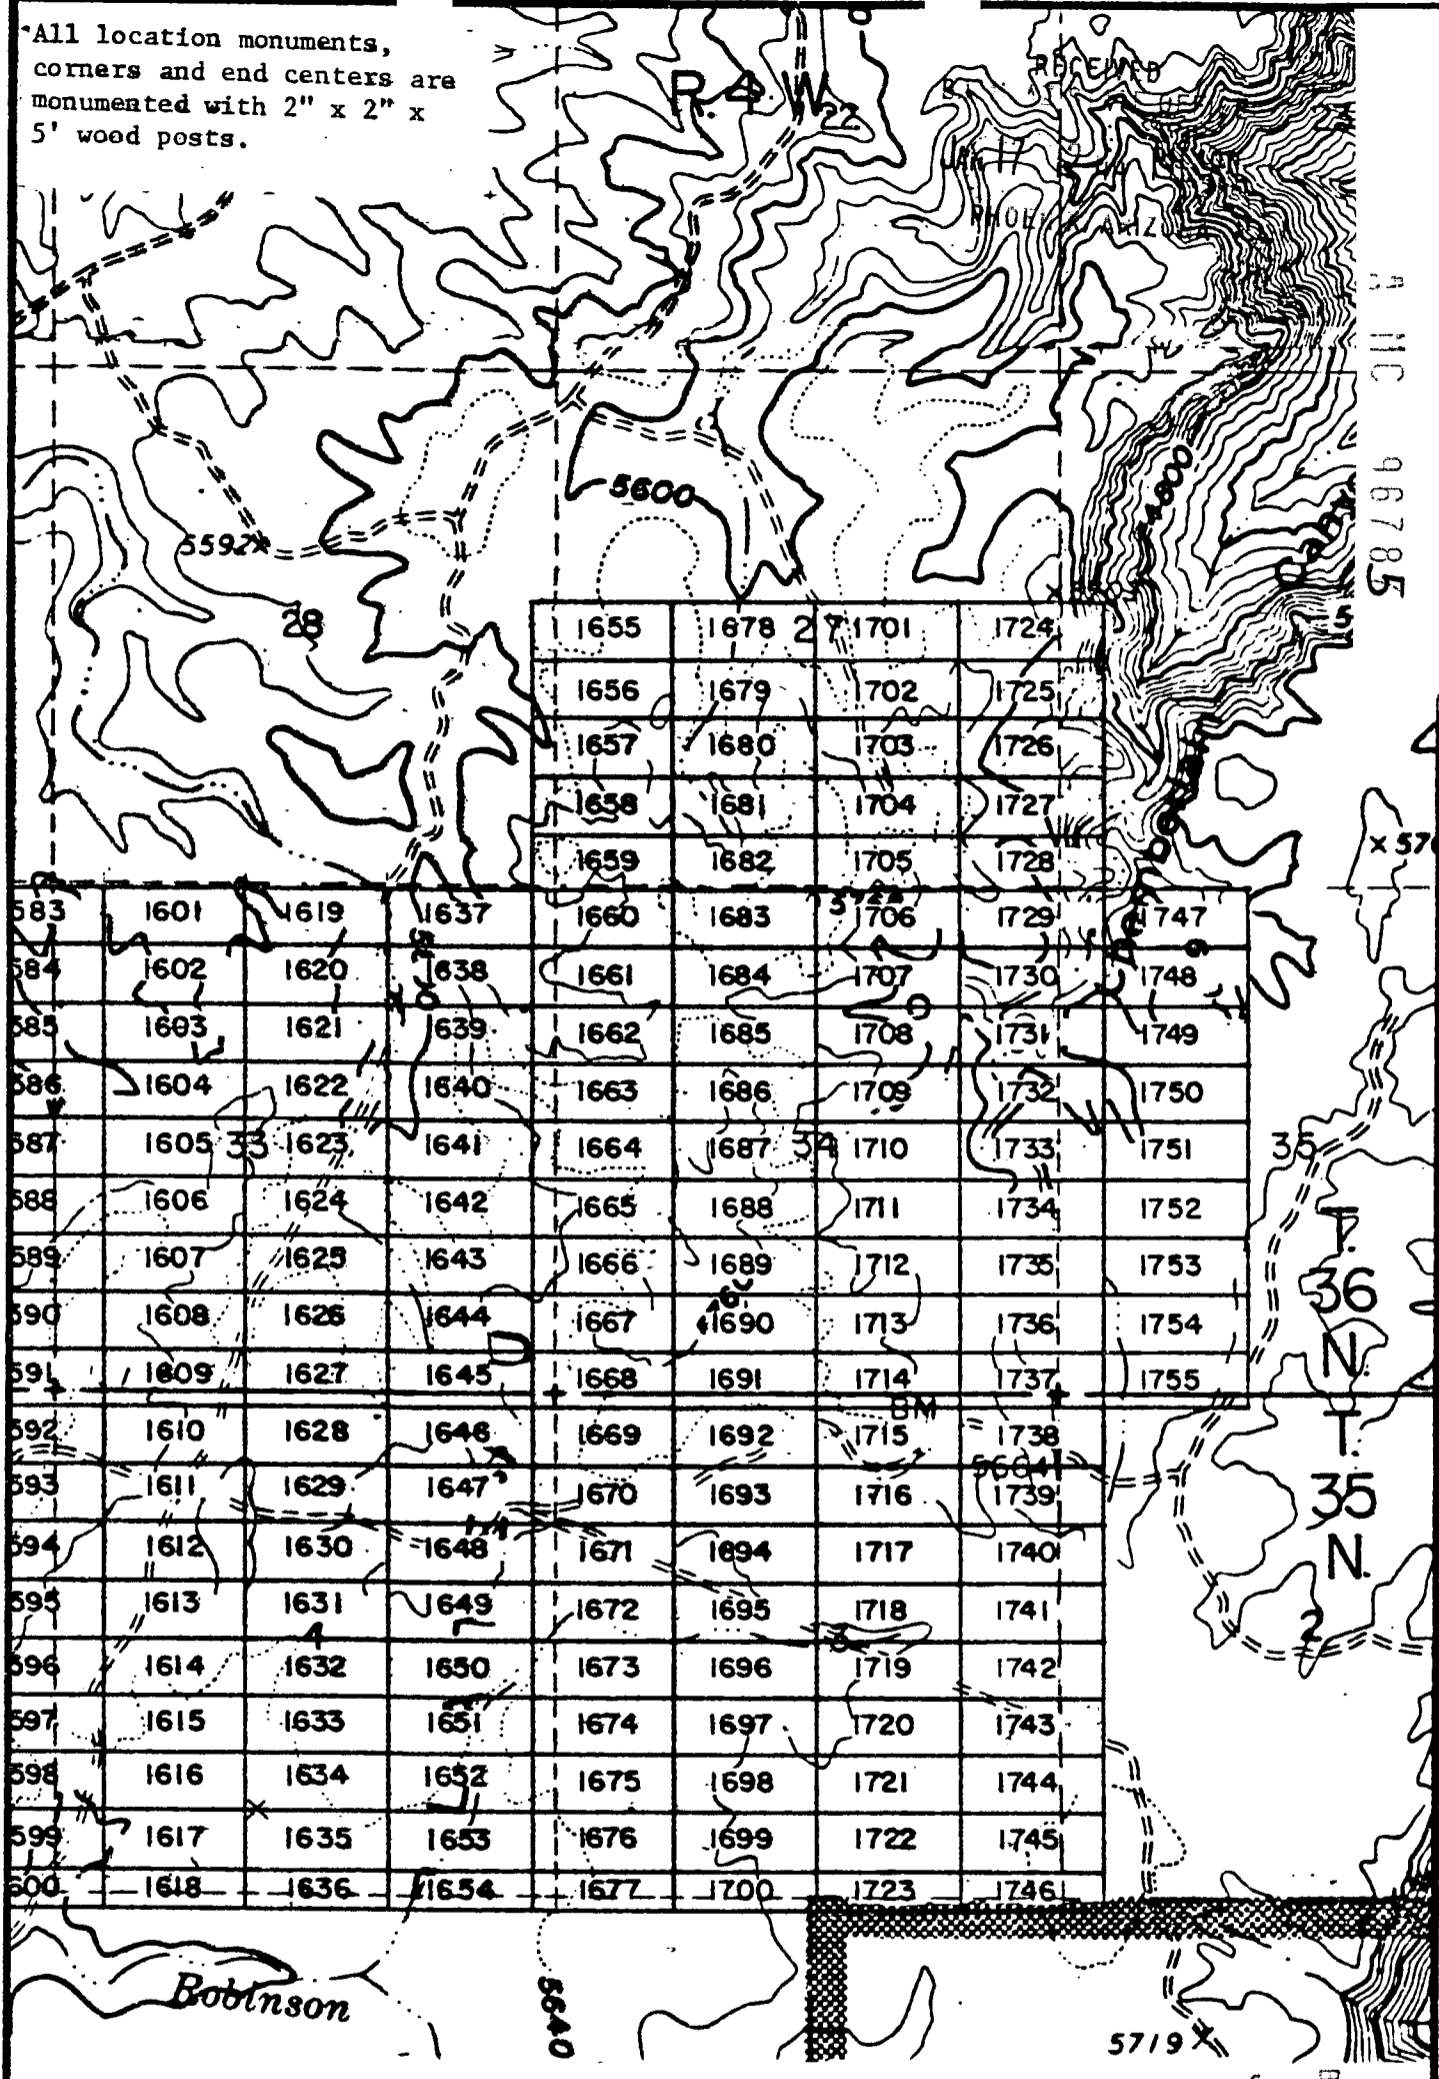 All location monuments,
corners and end centers are
monumented with 2" x 2" x
5' wood posts.
R. 4 W.
22
RECEIVED
JAN 17
PHOENIX, ARIZONA
A MC 96785
5600
4800
5592
28
27
1655 1678 1701 1724
1656 1679 1702 1725
1657 1680 1703 1726
1658 1681 1704 1727
1659 1682 1705 1728
583 1601 1619 1637 1660 1683 1706 1729 1747
584 1602 1620 1638 1661 1684 1707 1730 1748
585 1603 1621 1639 1662 1685 1708 1731 1749
586 1604 1622 1640 1663 1686 1709 1732 1750
587 1605 33 1623 1641 1664 1687 34 1710 1733 1751 35
588 1606 1624 1642 1665 1688 1711 1734 1752
589 1607 1625 1643 1666 1689 1712 1735 1753
590 1608 1626 1644 1667 1690 1713 1736 1754
591 1609 1627 1645 1668 1691 1714 1737 1755
T. 36 N.
BM
5664
T. 35 N.
592 1610 1628 1646 1669 1692 1715 1738
593 1611 1629 1647 1670 1693 1716 1739
594 1612 1630 1648 1671 1694 1717 1740
595 1613 1631 1649 1672 1695 1718 1741
4
3
2
596 1614 1632 1650 1673 1696 1719 1742
597 1615 1633 1651 1674 1697 1720 1743
598 1616 1634 1652 1675 1698 1721 1744
599 1617 1635 1653 1676 1699 1722 1745
600 1618 1636 1654 1677 1700 1723 1746
Robinson
5640
5719